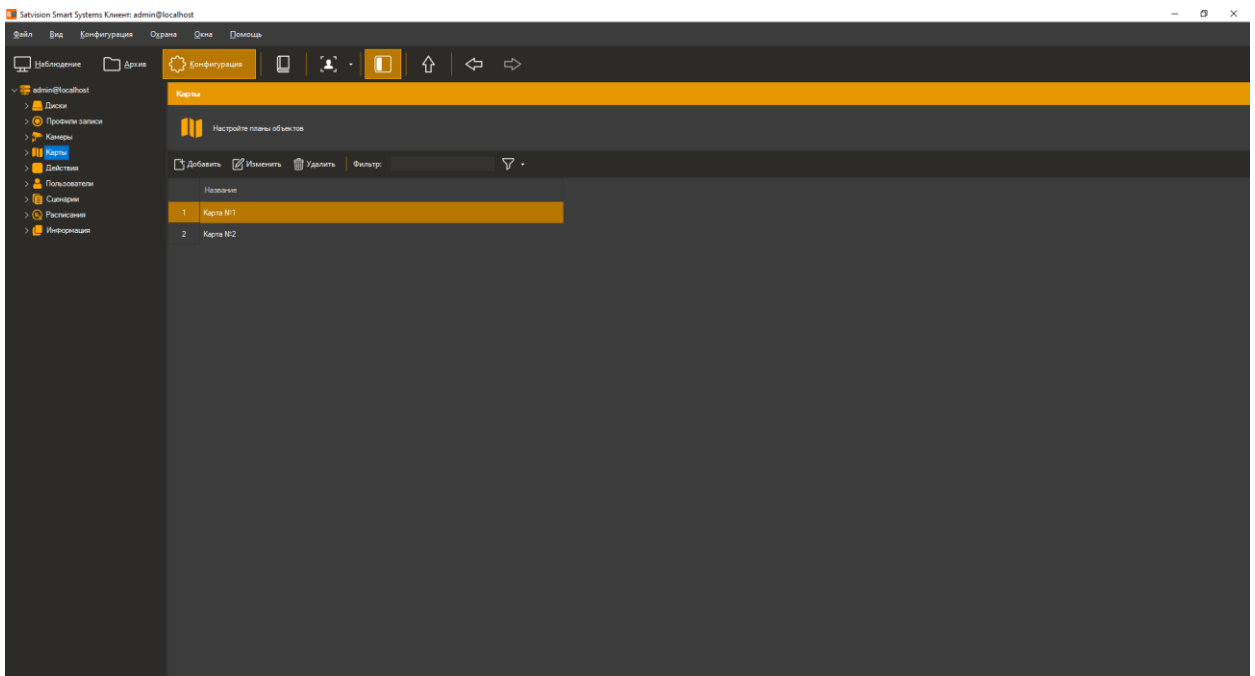 Satvision Smart Systems Клиент: admin@localhost
Файл Вид Конфигурация Охрана Окна Помощь
Наблюдение Архив Конфигурация
admin@localhost
Диски
Профили записи
Камеры
Карты
Действия
Пользователи
Сценарии
Расписания
Информация
Карты
Настройте планы объектов
Добавить Изменить Удалить Фильтр:
Название
1 Карта №1
2 Карта №2